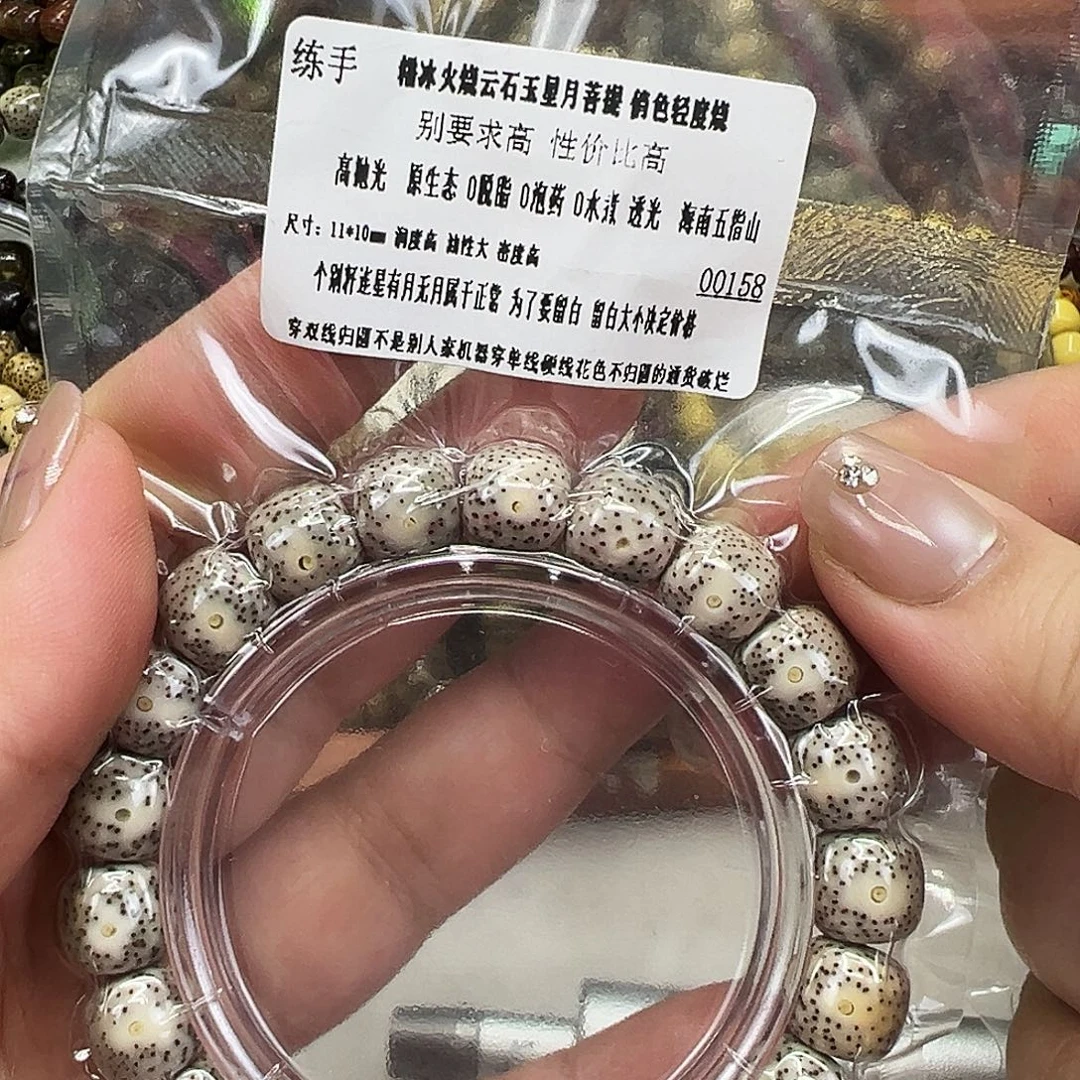 练手 糯冰火烧云石玉星月菩提 俏色轻度烧
别要求高 性价比高
高抛光 原生态 0脱脂 0泡药 0水煮 透光 海南五指山
尺寸：11*10mm 润度高 油性大 密度高
00158
个别籽连星有月无月属于正常 为了要留白 留白大小决定价格
穿双线归圆不是别人家机器穿单线硬线花色不归圆的通货破烂